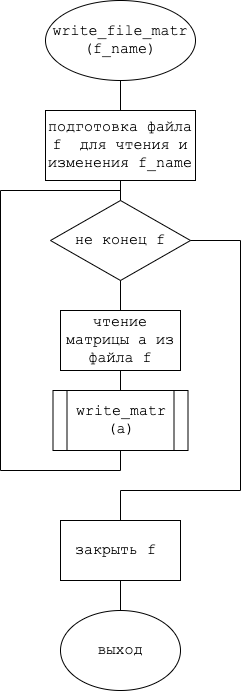 write_file_matr
(f_name)
подготовка файла
f для чтения и
изменения f_name
не конец f
чтение
матрицы a из
файла f
write_matr
(a)
закрыть f
выход